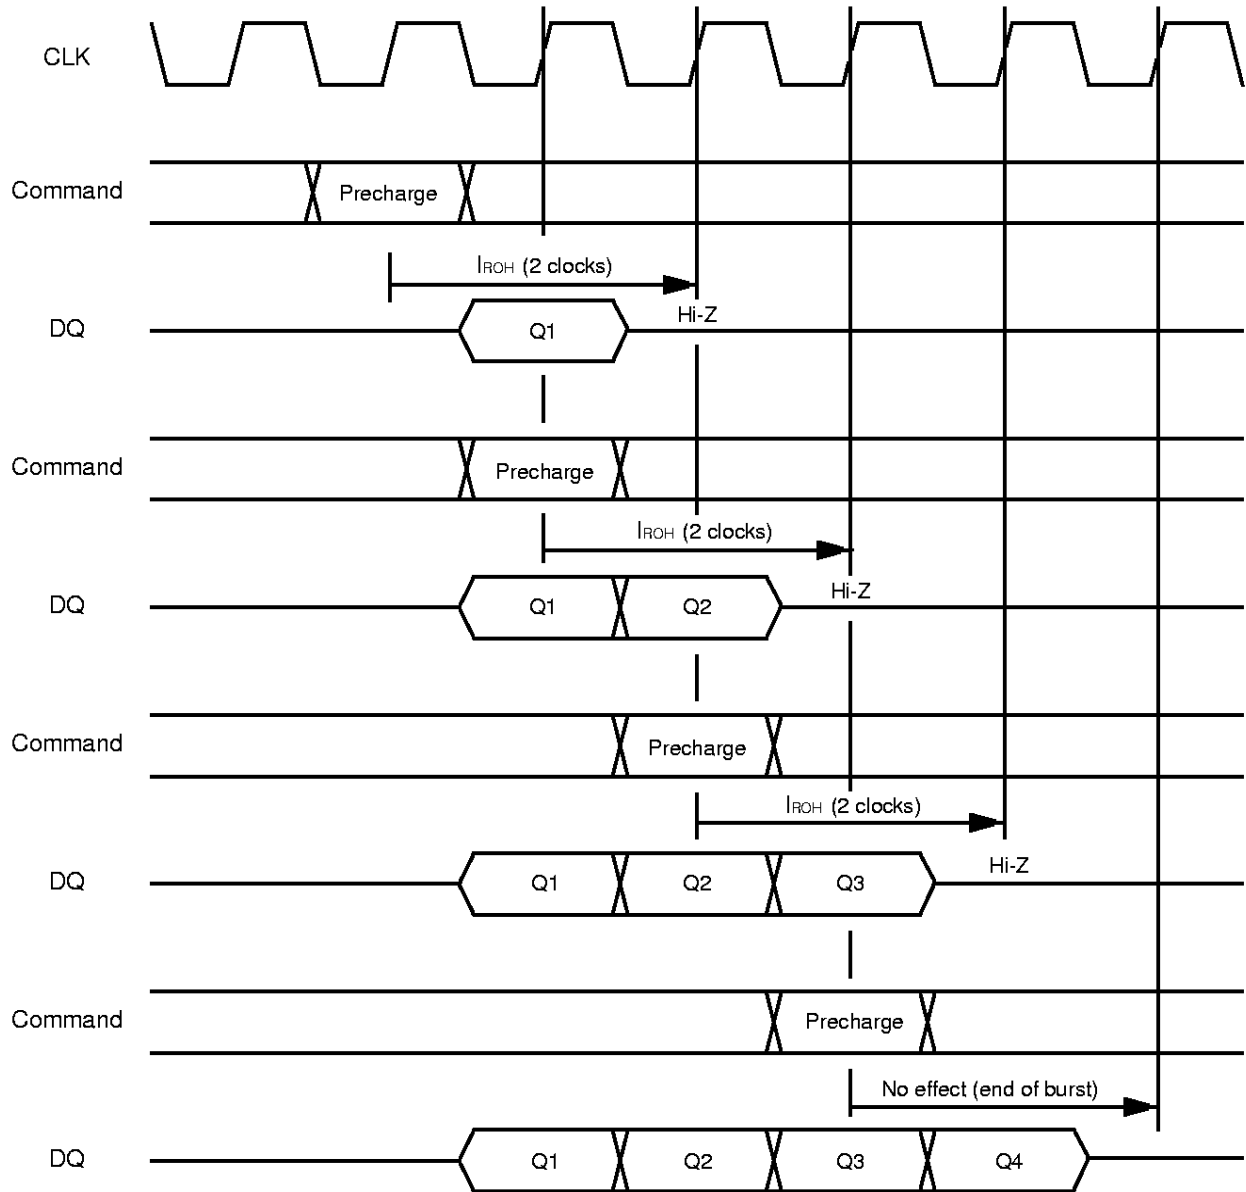 CLK
Command
Precharge
IROH (2 clocks)
DQ
Q1
Hi-Z
Command
Precharge
IROH (2 clocks)
DQ
Q1 Q2
Hi-Z
Command
Precharge
IROH (2 clocks)
DQ
Q1 Q2 Q3
Hi-Z
Command
Precharge
No effect (end of burst)
DQ
Q1 Q2 Q3 Q4